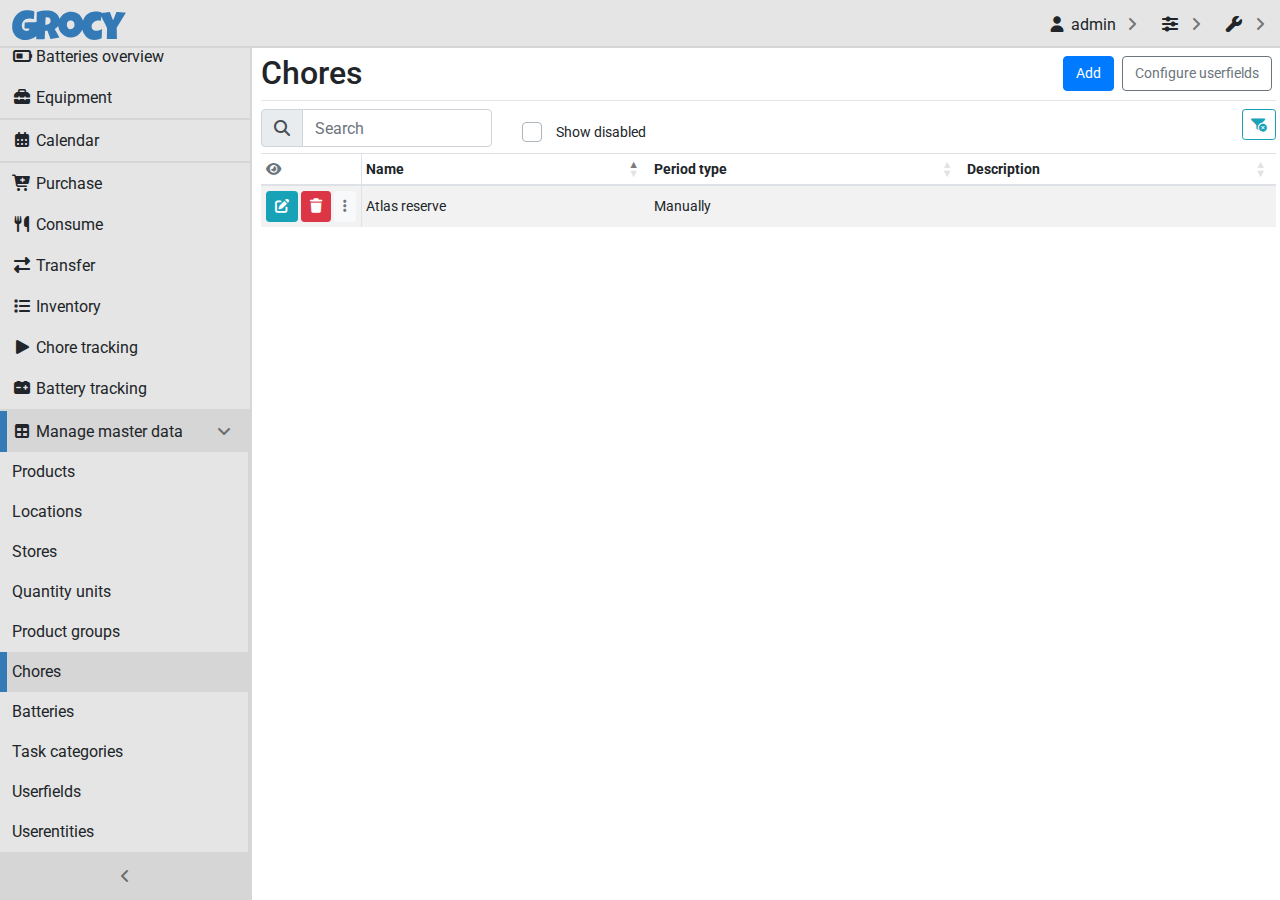 GROCY
admin
Batteries overview
Equipment
Calendar
Purchase
Consume
Transfer
Inventory
Chore tracking
Battery tracking
Manage master data
Products
Locations
Stores
Quantity units
Product groups
Chores
Batteries
Task categories
Userfields
Userentities
Chores
Add
Configure userfields
Search
Show disabled
Name
Period type
Description
Atlas reserve
Manually